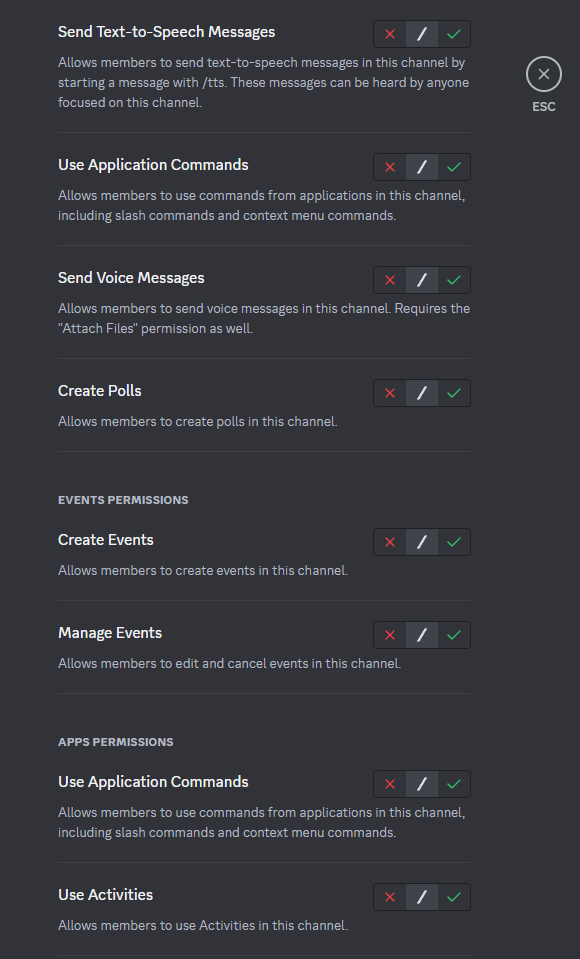 Send Text-to-Speech Messages
Allows members to send text-to-speech messages in this channel by
starting a message with /tts. These messages can be heard by anyone
focused on this channel.
ESC
Use Application Commands
Allows members to use commands from applications in this channel,
including slash commands and context menu commands.
Send Voice Messages
Allows members to send voice messages in this channel. Requires the
"Attach Files" permission as well.
Create Polls
Allows members to create polls in this channel.
EVENTS PERMISSIONS
Create Events
Allows members to create events in this channel.
Manage Events
Allows members to edit and cancel events in this channel.
APPS PERMISSIONS
Use Application Commands
Allows members to use commands from applications in this channel,
including slash commands and context menu commands.
Use Activities
Allows members to use Activities in this channel.